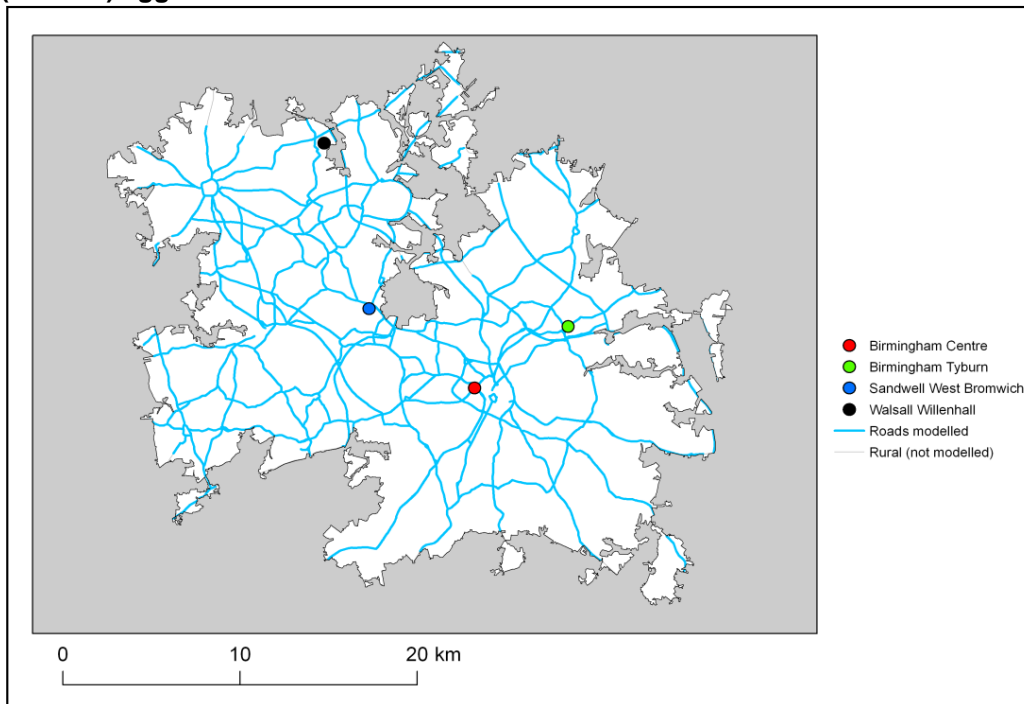 Birmingham Centre
Birmingham Tyburn
Sandwell West Bromwich
Walsall Willenhall
Roads modelled
Rural (not modelled)
0 10 20 km